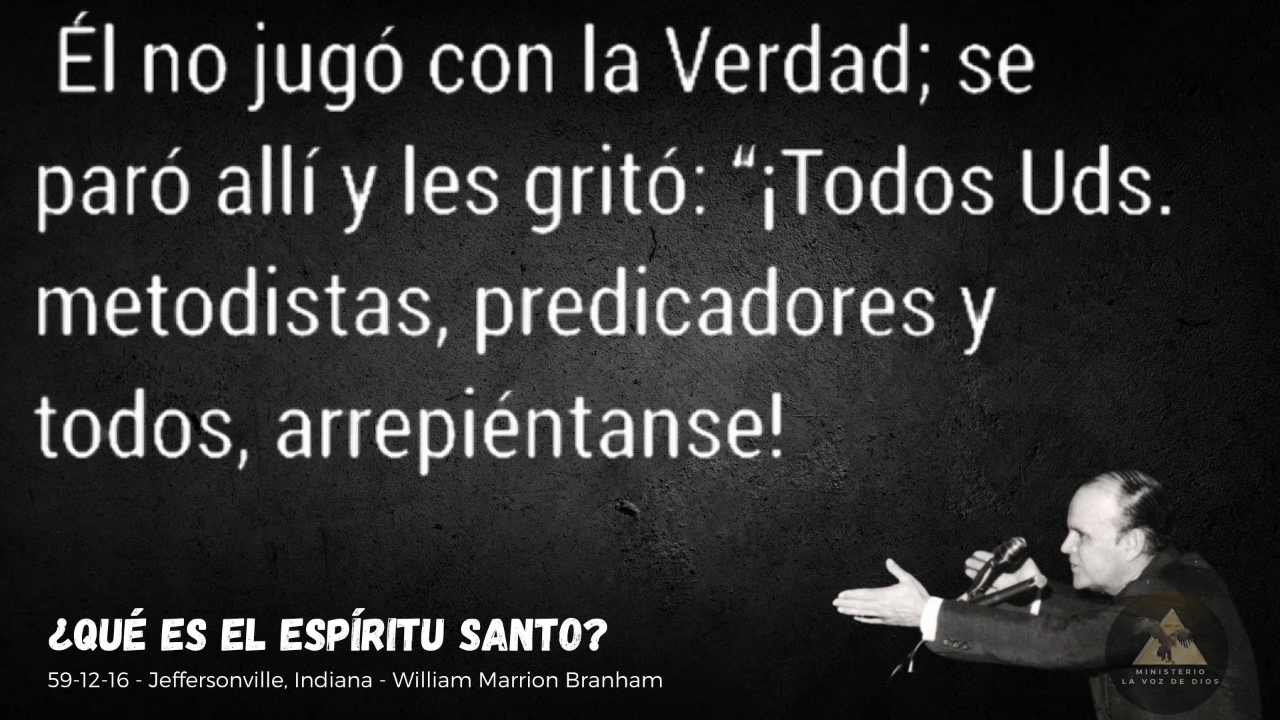 Él no jugó con la Verdad; se
paró allí y les gritó: “¡Todos Uds.
metodistas, predicadores y
todos, arrepiéntanse!
¿QUÉ ES EL ESPÍRITU SANTO?
59-12-16 - Jeffersonville, Indiana - William Marrion Branham
MINISTERIO
LA VOZ DE DIOS